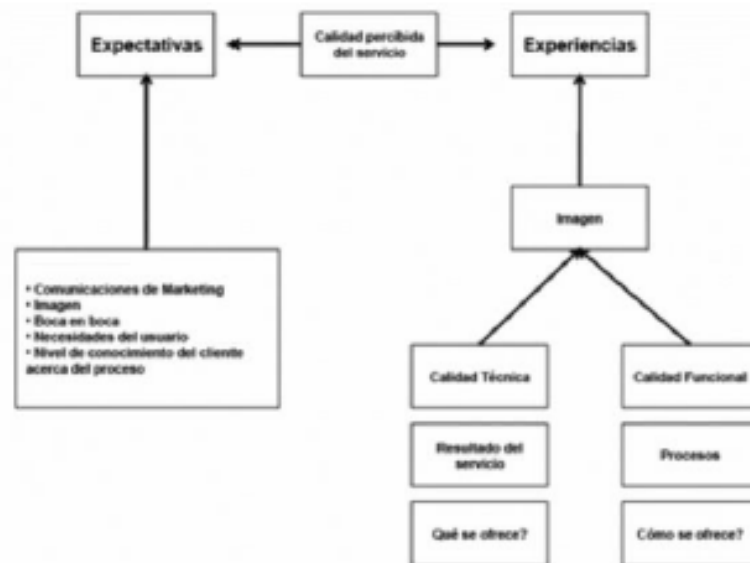 Expectativas
Calidad percibida
del servicio
Experiencias
Imagen
• Comunicaciones de Marketing
• Imagen
• Boca en boca
• Necesidades del usuario
• Nivel de conocimiento del cliente
acerca del proceso
Calidad Técnica
Calidad Funcional
Resultado del
servicio
Procesos
Qué se ofrece?
Cómo se ofrece?